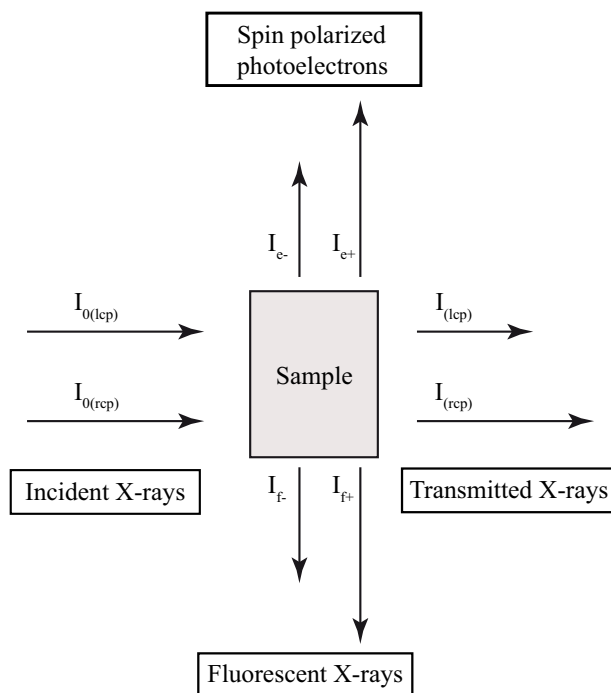 Spin polarized
photoelectrons
I_e-
I_e+
I_0(lcp)
I_(lcp)
Sample
I_0(rcp)
I_(rcp)
Incident X-rays
I_f-
I_f+
Transmitted X-rays
Fluorescent X-rays